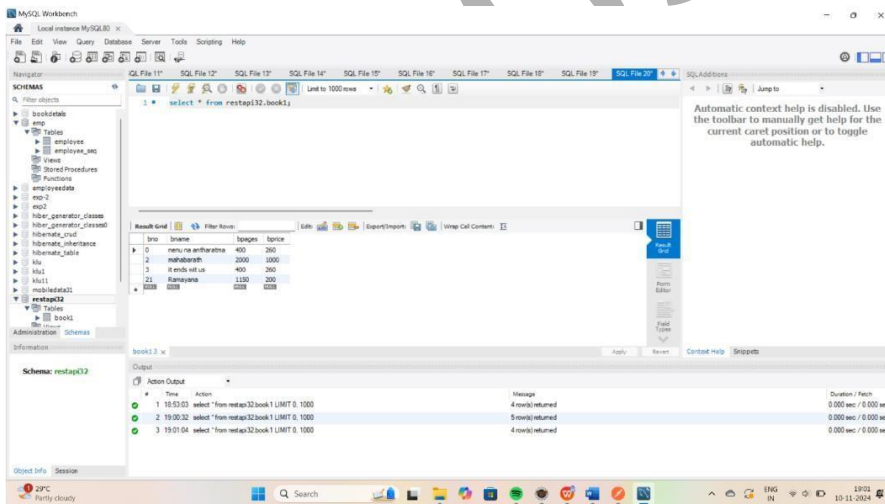 MySQL Workbench
Local instance MySQL80 ×
File Edit View Query Database Server Tools Scripting Help
Navigator
SCHEMAS
Filter objects
bookdetails
emp
Tables
employee
employee_seq
Views
Stored Procedures
Functions
employeedata
exp-2
exp2
hiber_generator_classes
hiber_generator_classes0
hibernate_crud
hibernate_inheritance
hibernate_table
klu
klu1
klu11
mobiledata31
restapi32
Tables
book1
Views
Administration Schemas
Information
Schema: restapi32
Object Info Session
SQL File 11* SQL File 12* SQL File 13* SQL File 14* SQL File 15* SQL File 16* SQL File 17* SQL File 18* SQL File 19* SQL File 20*
Limit to 1000 rows
1 select * from restapi32.book1;
Result Grid Filter Rows: Edit: Export/Import: Wrap Cell Content:
bno bname bpages bprice
0 nenu na antharatma 400 260
2 mahabarath 2000 1000
3 it ends wit us 400 260
21 Ramayana 1150 200
NULL NULL NULL NULL
Result Grid
Form Editor
Field Types
book1 3 ×
Apply Revert
Output
Action Output
# Time Action Message Duration / Fetch
1 18:53:03 select * from restapi32.book1 LIMIT 0, 1000 4 row(s) returned 0.000 sec / 0.000 se
2 19:00:32 select * from restapi32.book1 LIMIT 0, 1000 5 row(s) returned 0.000 sec / 0.000 se
3 19:01:04 select * from restapi32.book1 LIMIT 0, 1000 4 row(s) returned 0.000 sec / 0.000 se
SQLAdditions
Jump to
Automatic context help is disabled. Use
the toolbar to manually get help for the
current caret position or to toggle
automatic help.
Context Help Snippets
29°C
Partly cloudy
Search
ENG
IN
19:01
10-11-2024